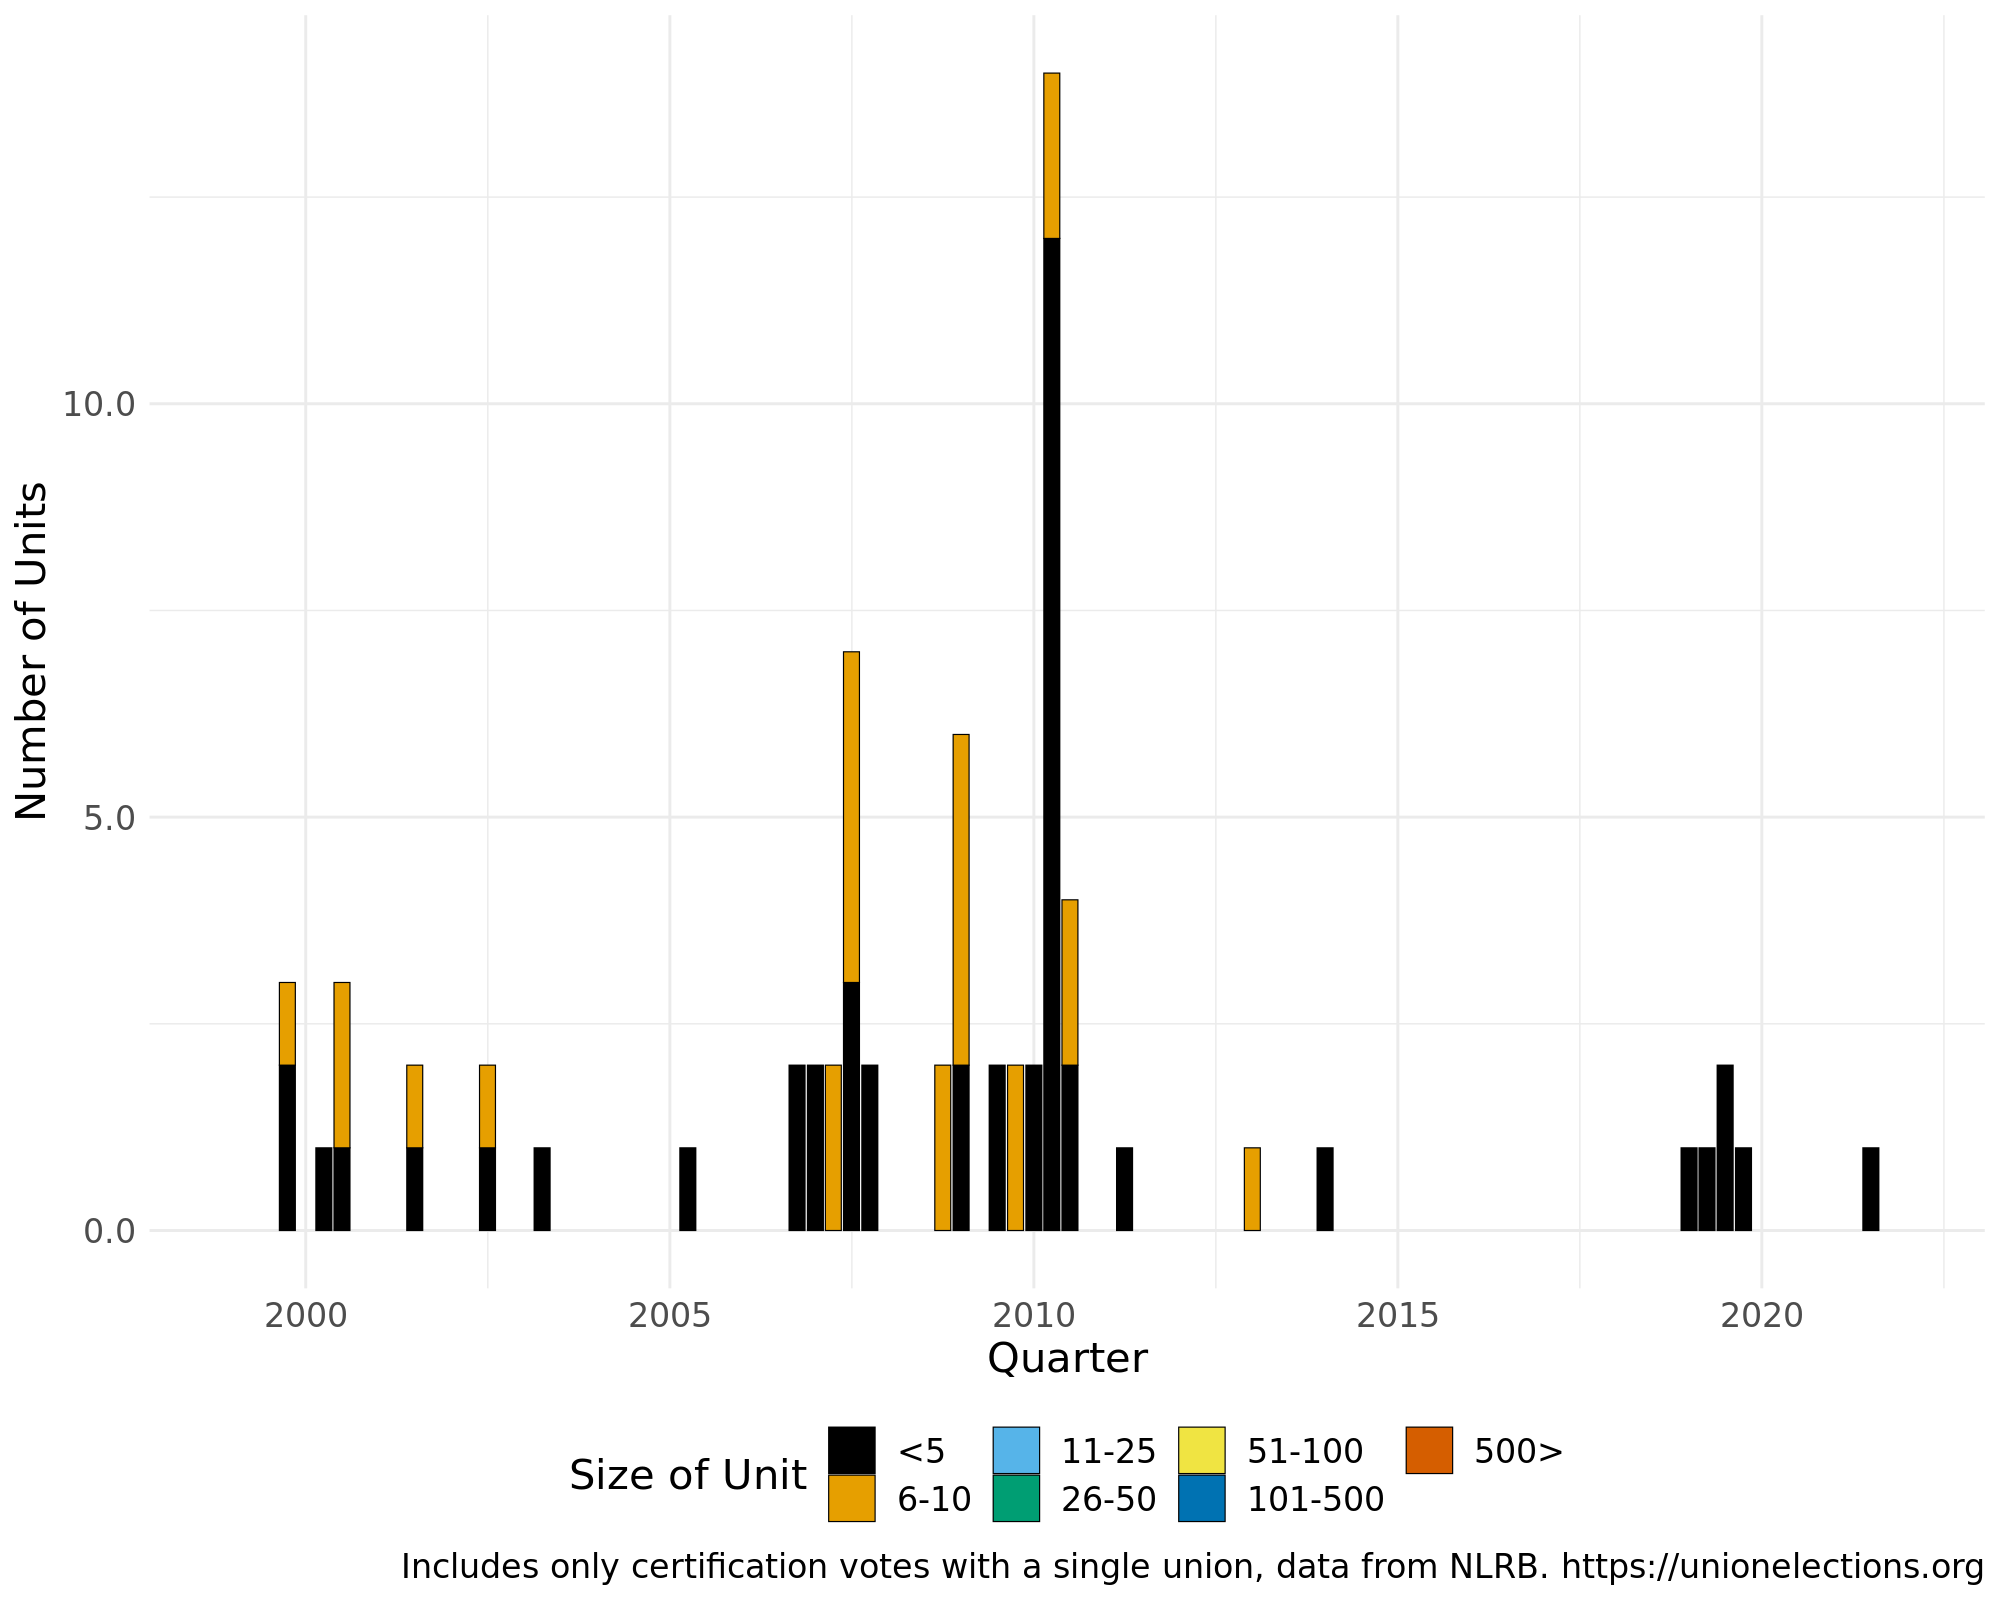 10.0
5.0
0.0
Number of Units
2000 2005 2010 2015 2020
Quarter
Size of Unit
<5 11-25 51-100 500>
6-10 26-50 101-500
Includes only certification votes with a single union, data from NLRB. https://unionelections.org